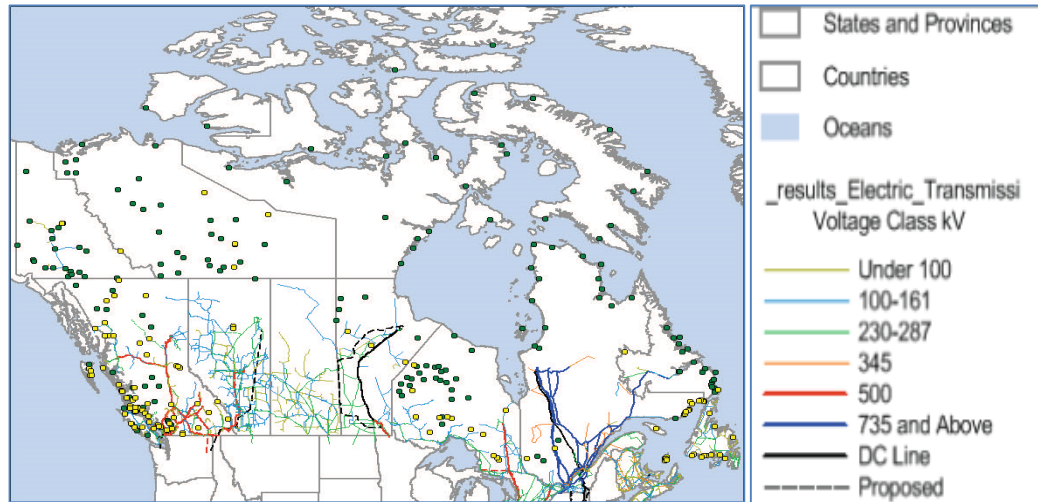 States and Provinces
Countries
Oceans
_results_Electric_Transmissi
Voltage Class kV
Under 100
100-161
230-287
345
500
735 and Above
DC Line
Proposed